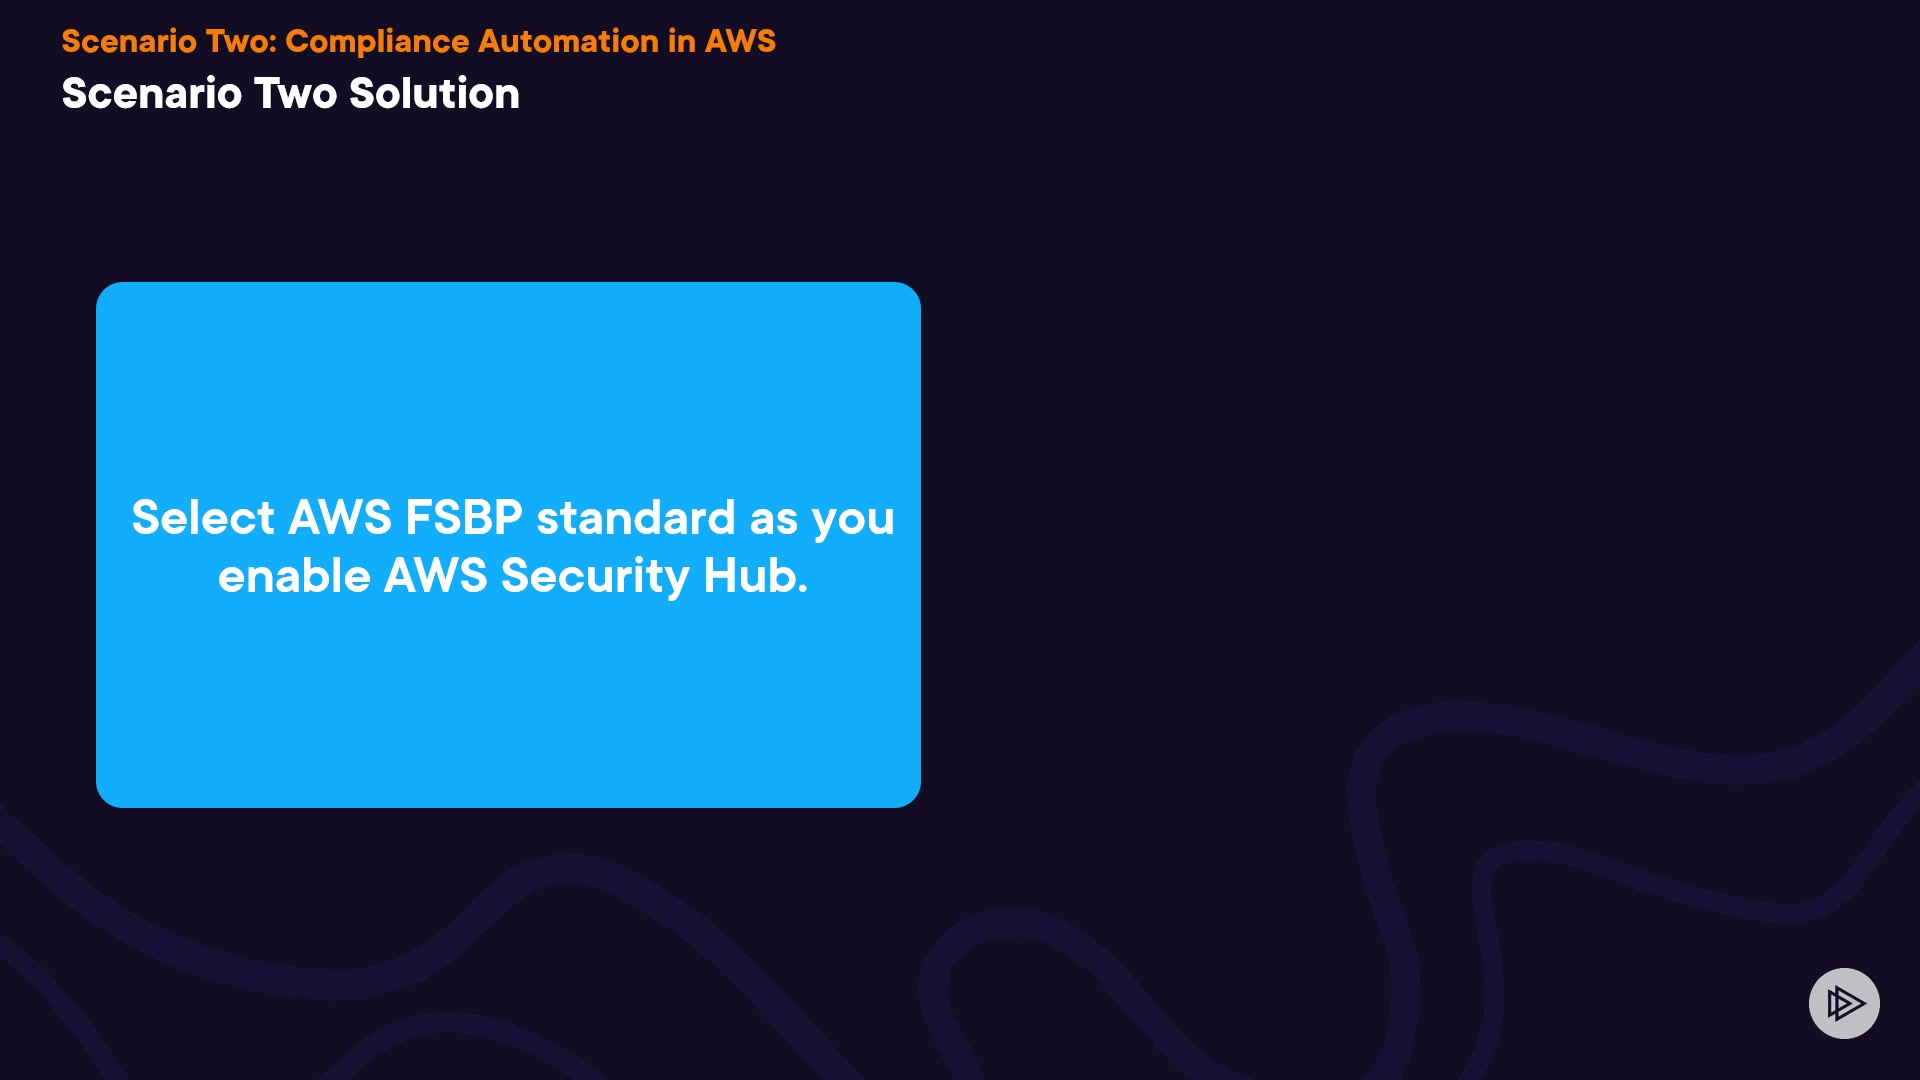 Scenario Two: Compliance Automation in AWS
Scenario Two Solution
Select AWS FSBP standard as you
enable AWS Security Hub.